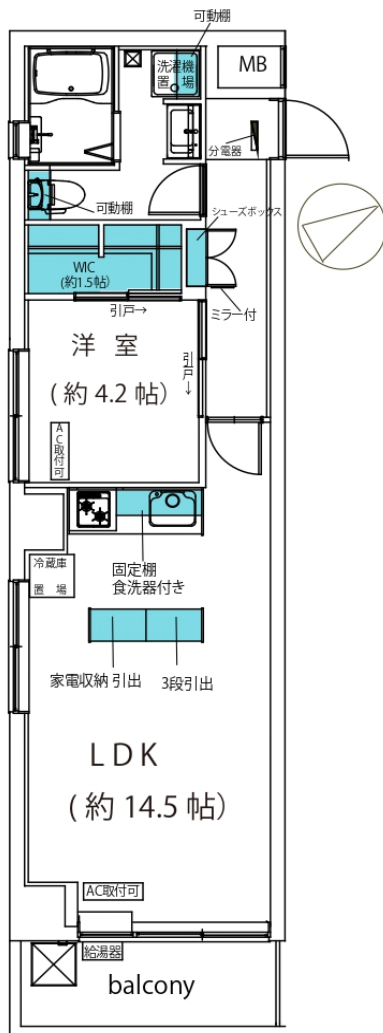 可動棚
洗濯機
置 場
MB
分電器
可動棚
シューズボックス
WIC
(約1.5帖)
引戸→
ミラー付
洋 室
引戸→
( 約 4.2 帖 )
AC取付可
冷蔵庫
置 場
固定棚
食洗器付き
家電収納 引出
3段引出
LDK
( 約 14.5 帖)
AC取付可
給湯器
balcony